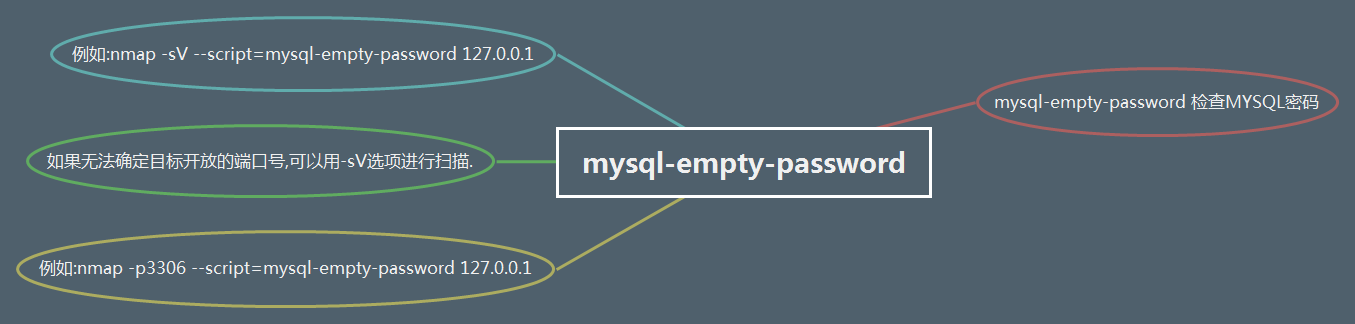 例如:nmap -sV --script=mysql-empty-password 127.0.0.1
mysql-empty-password 检查MYSQL密码
如果无法确定目标开放的端口号,可以用-sV选项进行扫描.
mysql-empty-password
例如:nmap -p3306 --script=mysql-empty-password 127.0.0.1